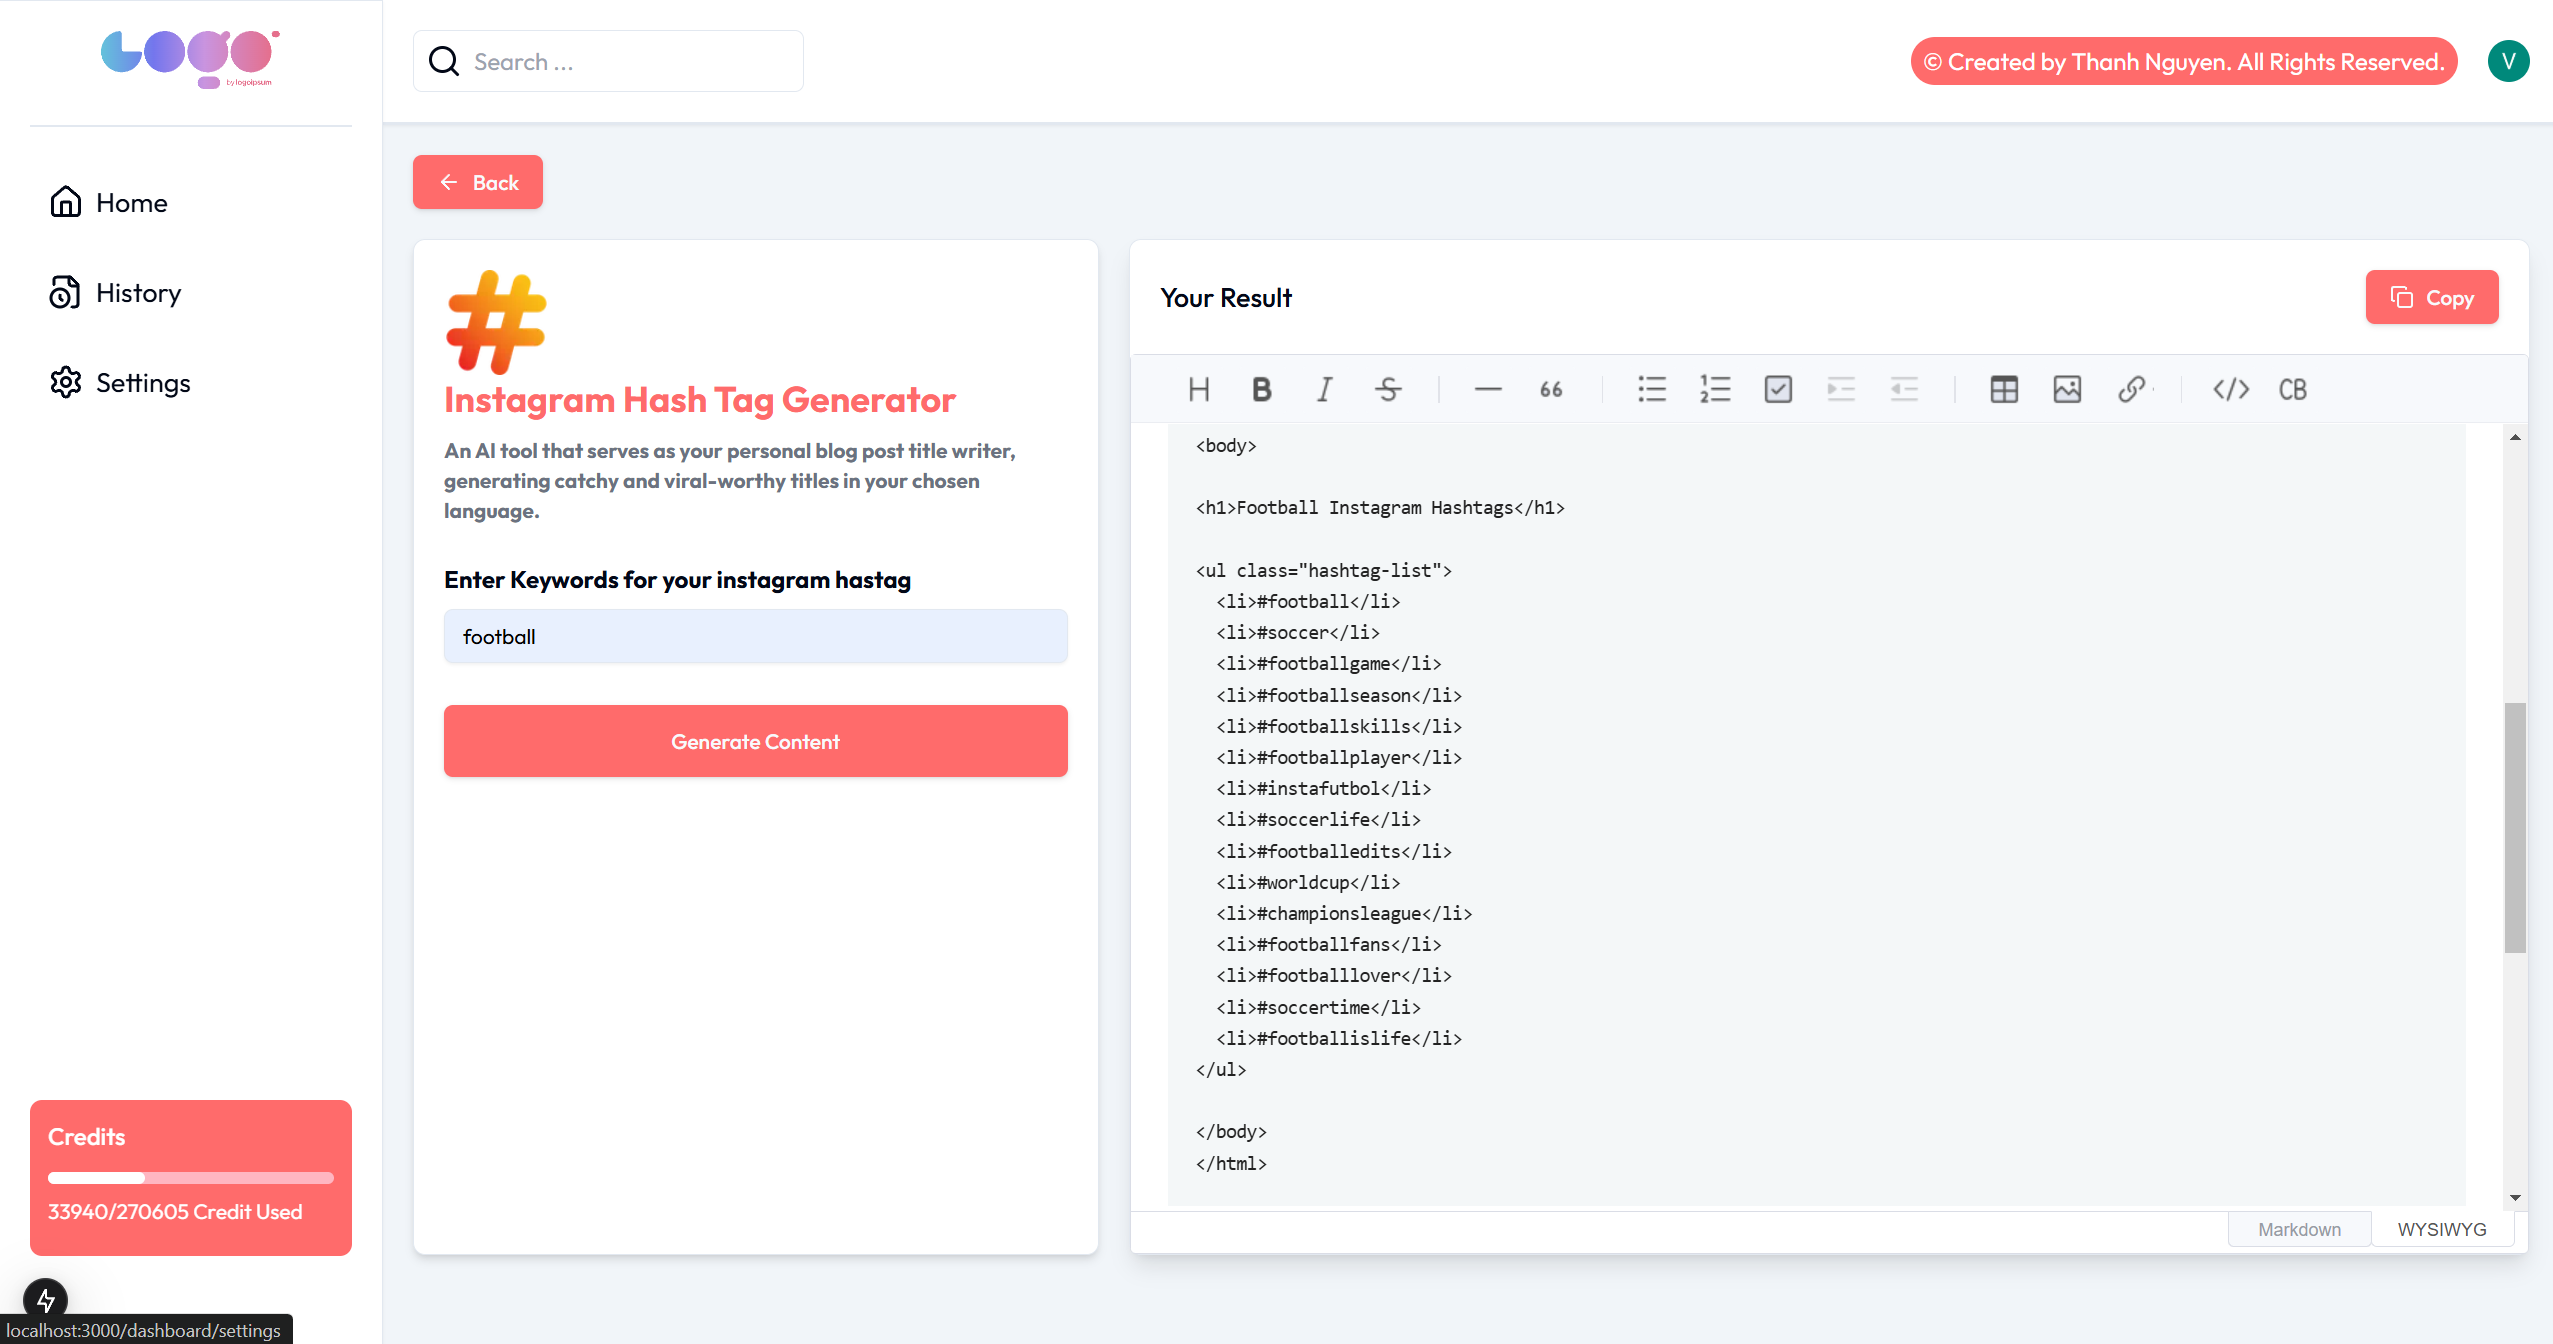 Logo
by logoipsum
Search ...
© Created by Thanh Nguyen. All Rights Reserved.
V
Home
History
Settings
Back
Instagram Hash Tag Generator
An AI tool that serves as your personal blog post title writer,
generating catchy and viral-worthy titles in your chosen
language.
Enter Keywords for your instagram hastag
football
Generate Content
Your Result
Copy
H B I S 66 CB
<body>
<h1>Football Instagram Hashtags</h1>
<ul class="hashtag-list">
<li>#football</li>
<li>#soccer</li>
<li>#footballgame</li>
<li>#footballseason</li>
<li>#footballskills</li>
<li>#footballplayer</li>
<li>#instafutbol</li>
<li>#soccerlife</li>
<li>#footballedits</li>
<li>#worldcup</li>
<li>#championsleague</li>
<li>#footballfans</li>
<li>#footballlover</li>
<li>#soccertime</li>
<li>#footballislife</li>
</ul>
</body>
</html>
Markdown
WYSIWYG
Credits
33940/270605 Credit Used
localhost:3000/dashboard/settings